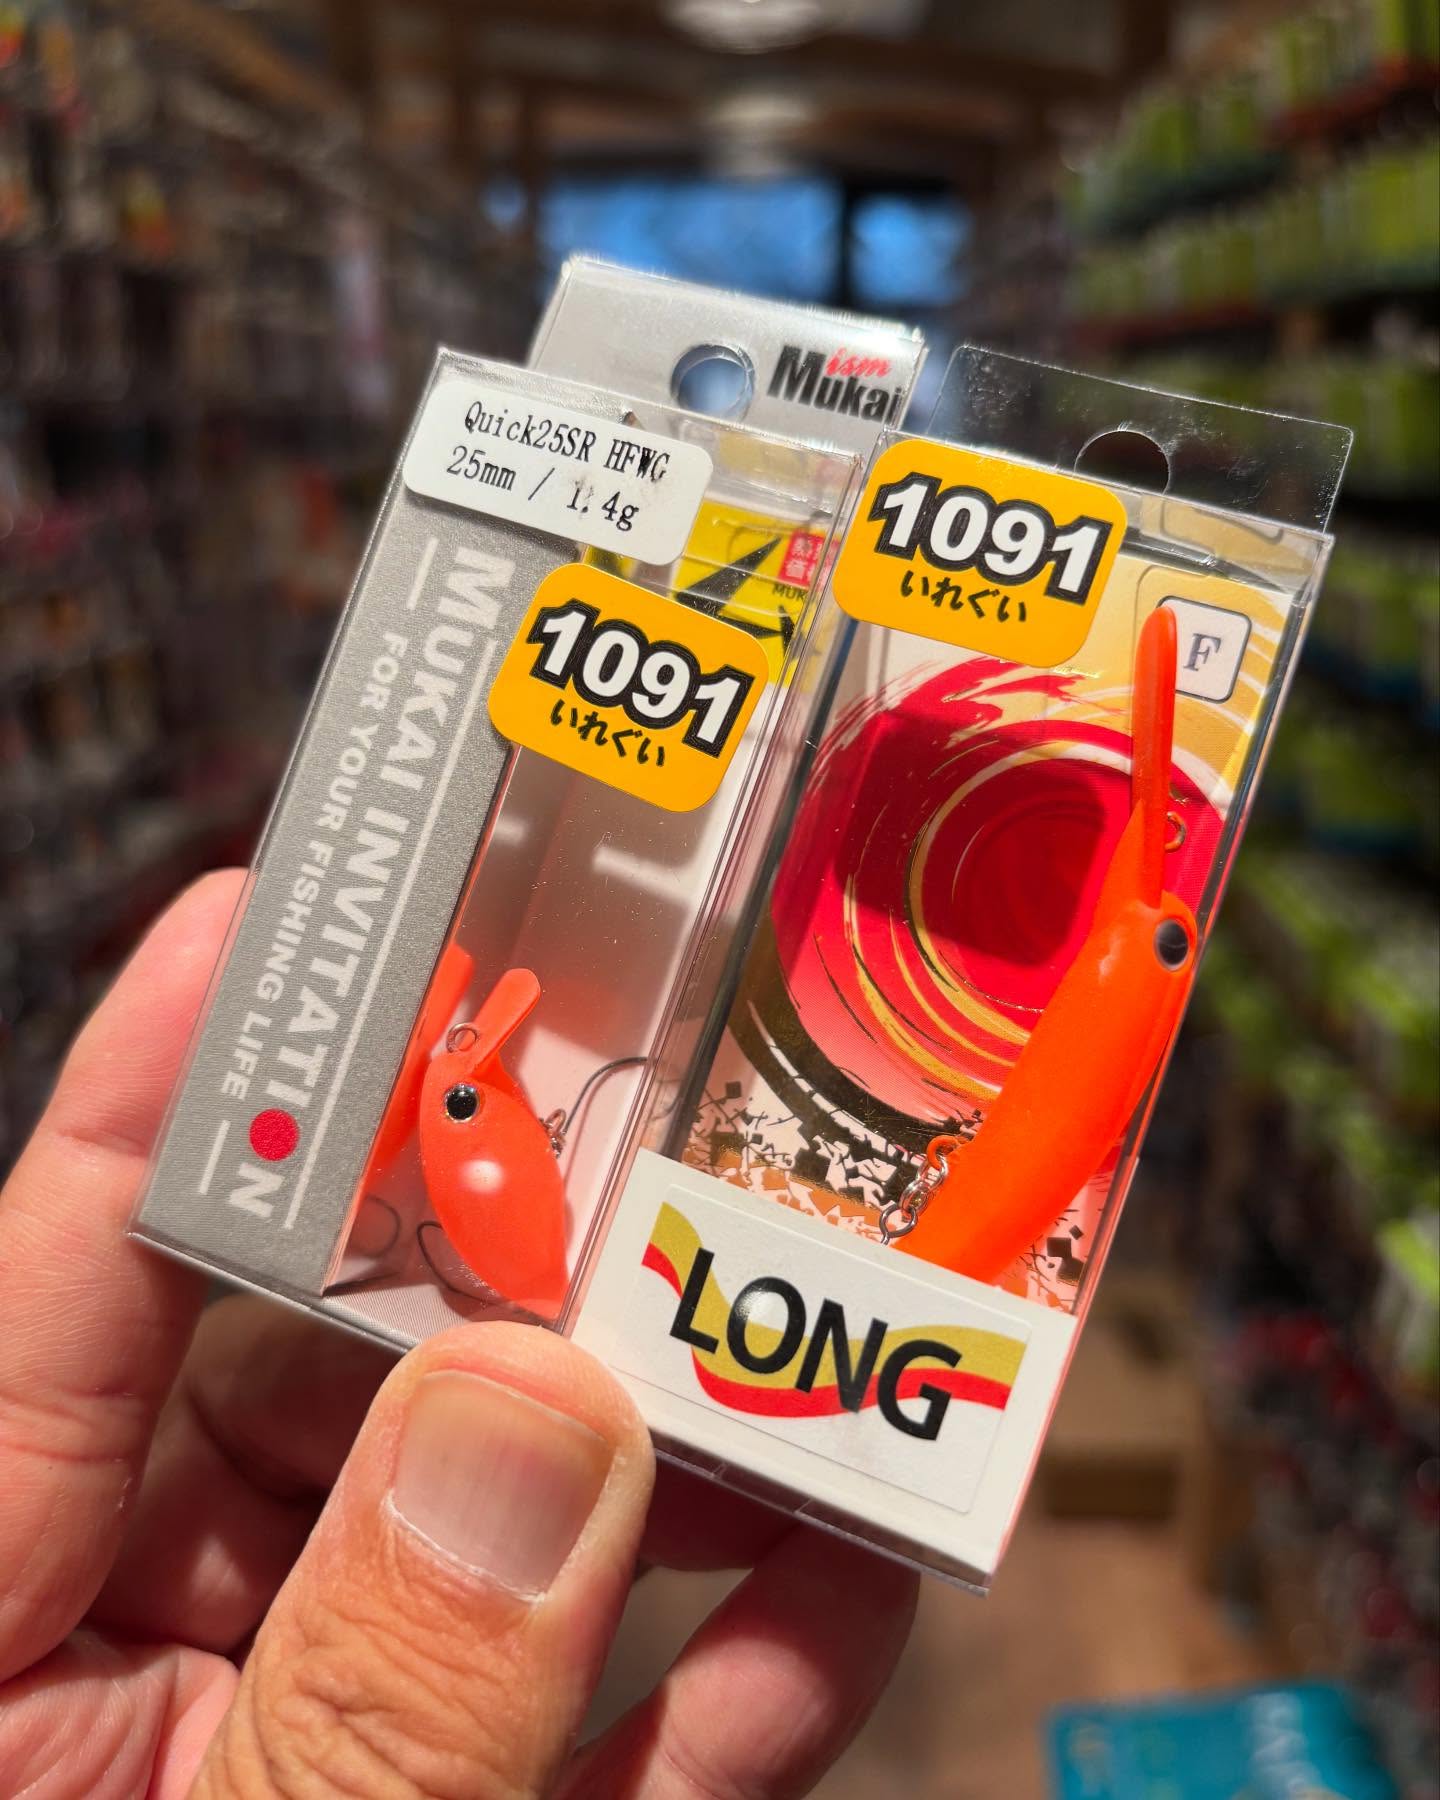 ism
Mukai
Quick25SR HFWG
25mm / 1.4g
1091
いれぐい
MUKAI INVITATION
FOR YOUR FISHING LIFE
1091
いれぐい
F
LONG